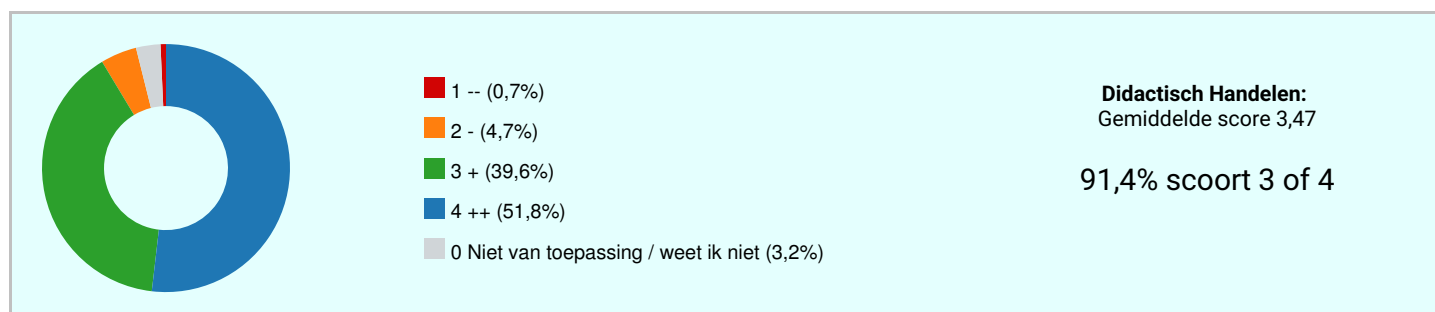 1 -- (0,7%)
2 - (4,7%)
3 + (39,6%)
4 ++ (51,8%)
0 Niet van toepassing / weet ik niet (3,2%)
Didactisch Handelen:
Gemiddelde score 3,47
91,4% scoort 3 of 4